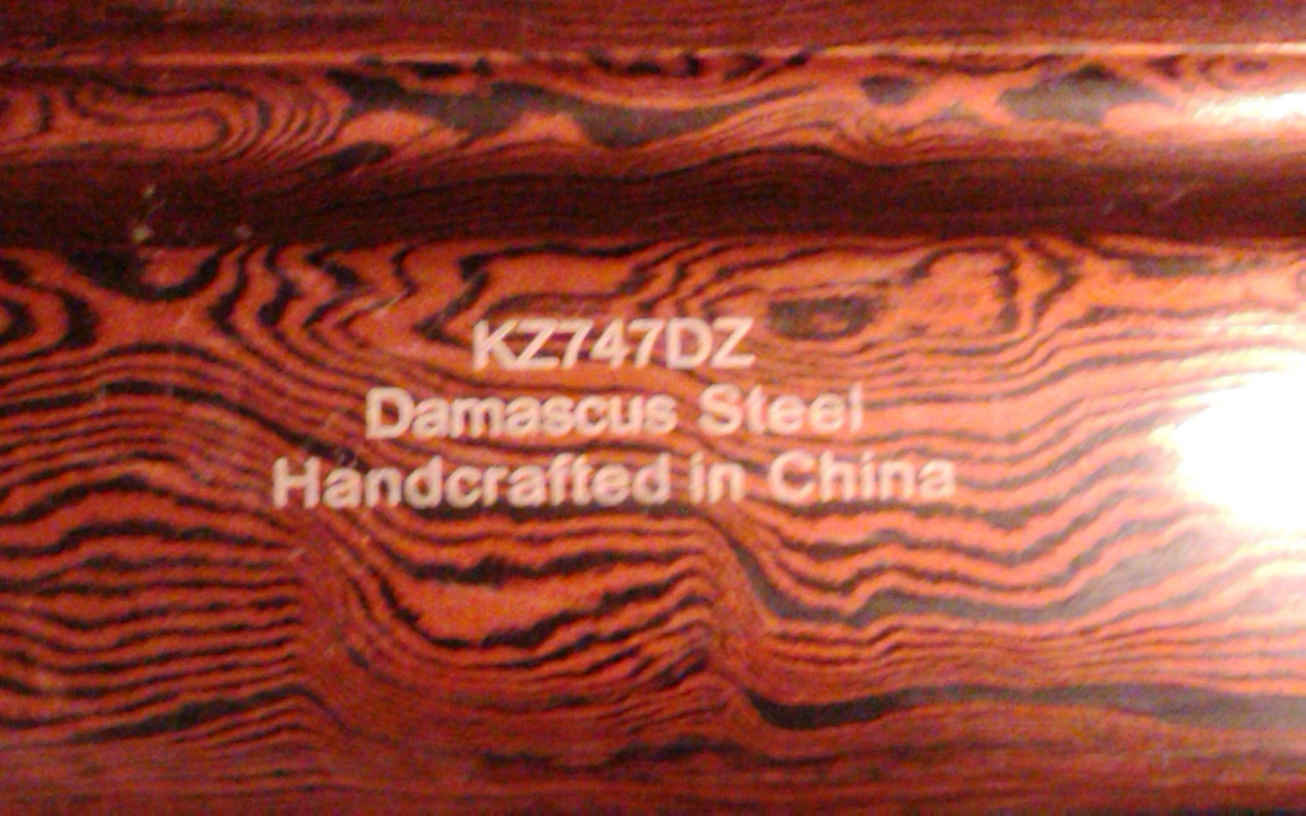 KZ747DZ
Damascus Steel
Handcrafted in China